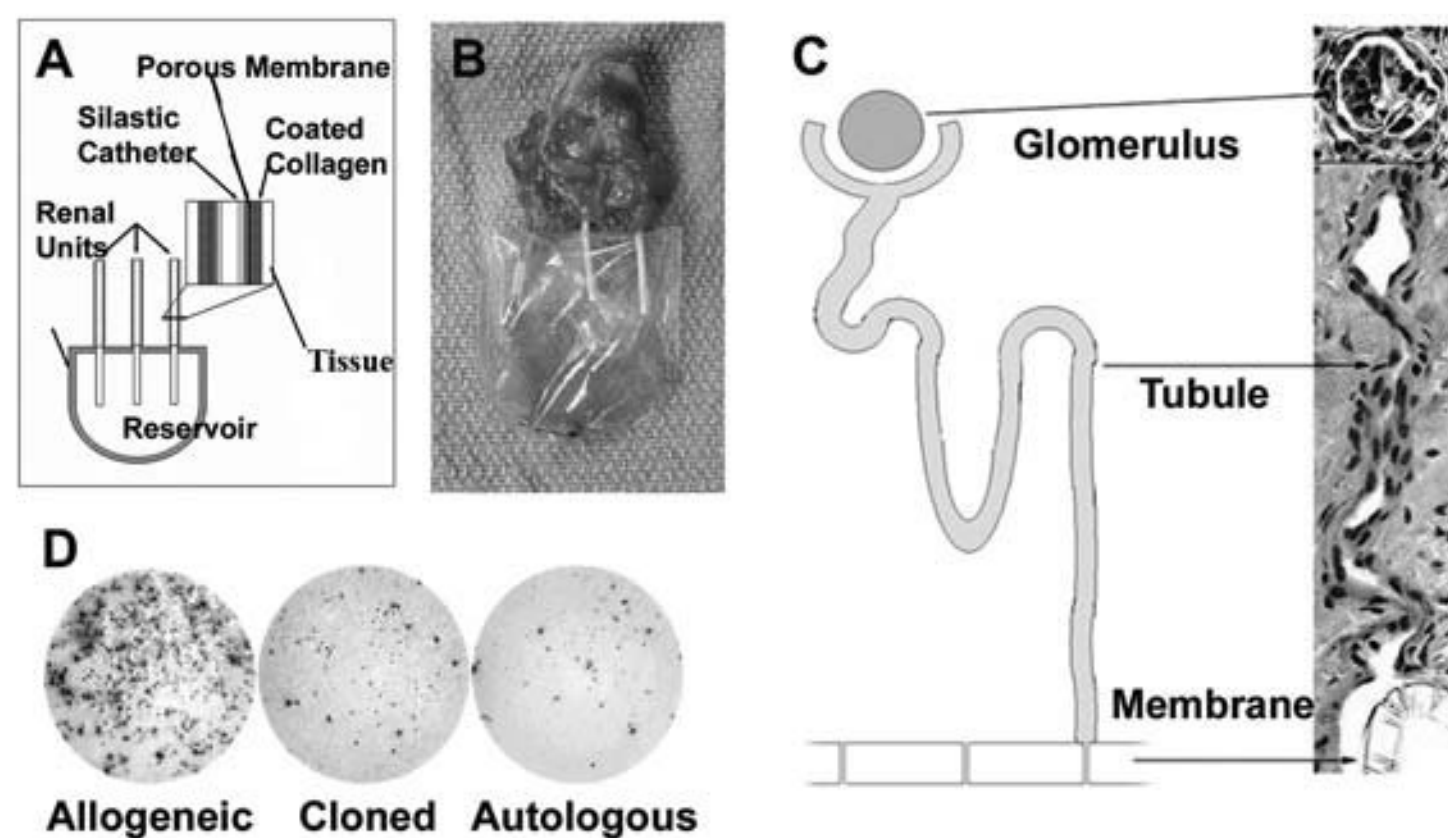 A
Porous Membrane
Silastic
Catheter
Coated
Collagen
Renal
Units
Tissue
Reservoir
B
C
Glomerulus
Tubule
Membrane
D
Allogeneic Cloned Autologous